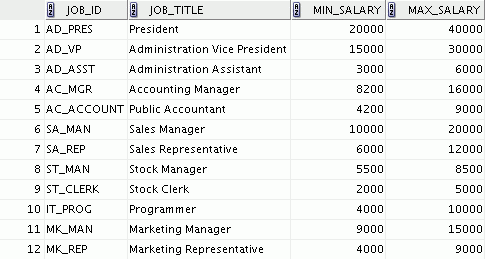 JOB_ID JOB_TITLE MIN_SALARY MAX_SALARY
1 AD_PRES President 20000 40000
2 AD_VP Administration Vice President 15000 30000
3 AD_ASST Administration Assistant 3000 6000
4 AC_MGR Accounting Manager 8200 16000
5 AC_ACCOUNT Public Accountant 4200 9000
6 SA_MAN Sales Manager 10000 20000
7 SA_REP Sales Representative 6000 12000
8 ST_MAN Stock Manager 5500 8500
9 ST_CLERK Stock Clerk 2000 5000
10 IT_PROG Programmer 4000 10000
11 MK_MAN Marketing Manager 9000 15000
12 MK_REP Marketing Representative 4000 9000